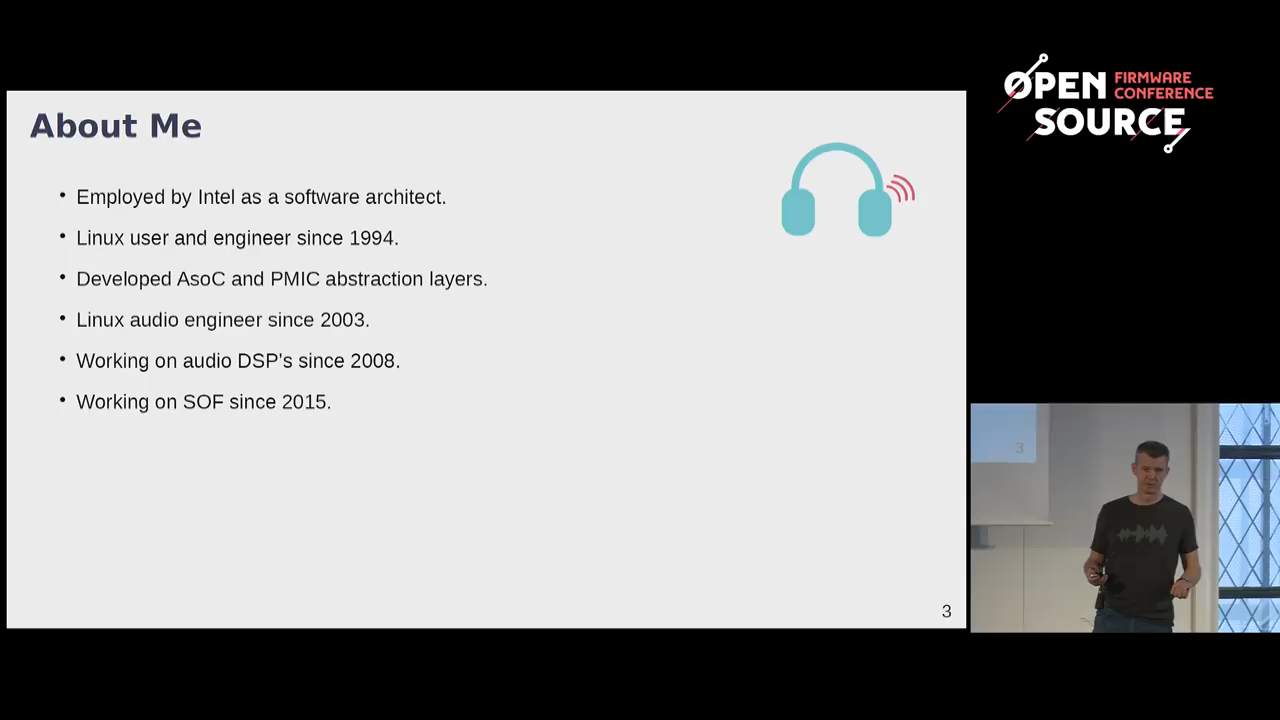 About Me
• Employed by Intel as a software architect.
• Linux user and engineer since 1994.
• Developed AsoC and PMIC abstraction layers.
• Linux audio engineer since 2003.
• Working on audio DSP's since 2008.
• Working on SOF since 2015.
3
OPEN FIRMWARE
CONFERENCE
SOURCE
3